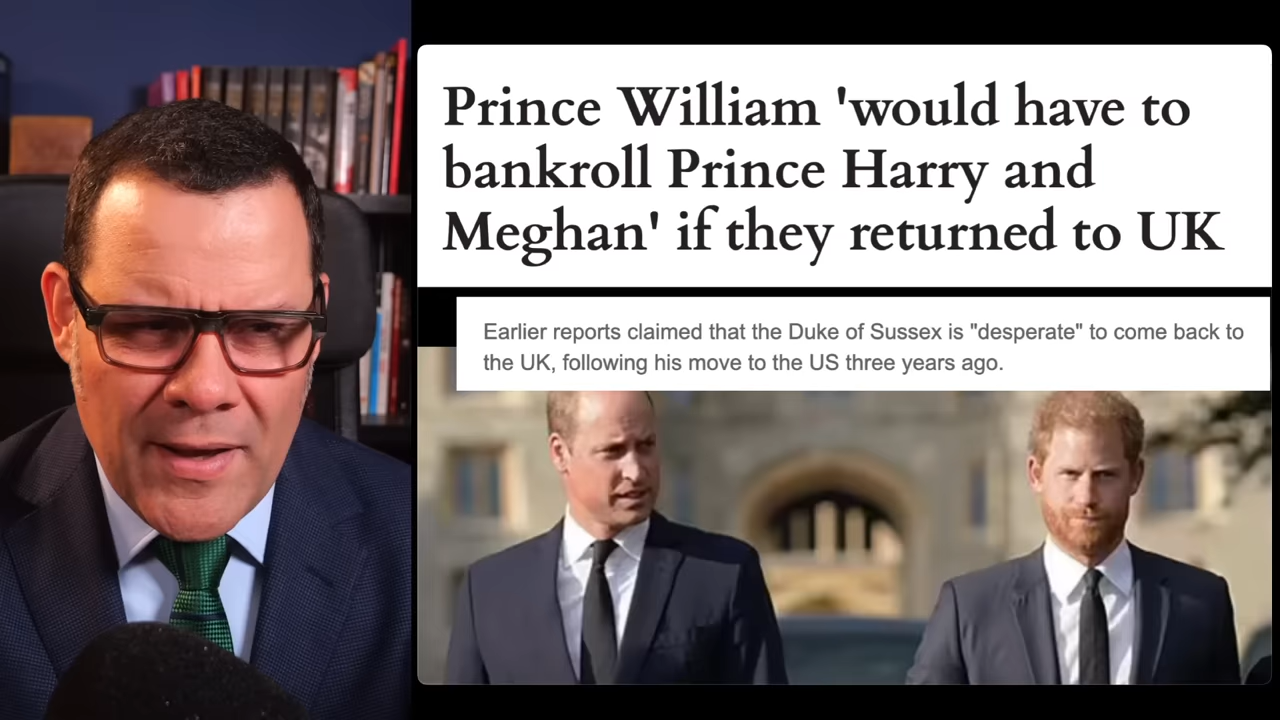 Prince William 'would have to
bankroll Prince Harry and
Meghan' if they returned to UK
Earlier reports claimed that the Duke of Sussex is "desperate" to come back to
the UK, following his move to the US three years ago.